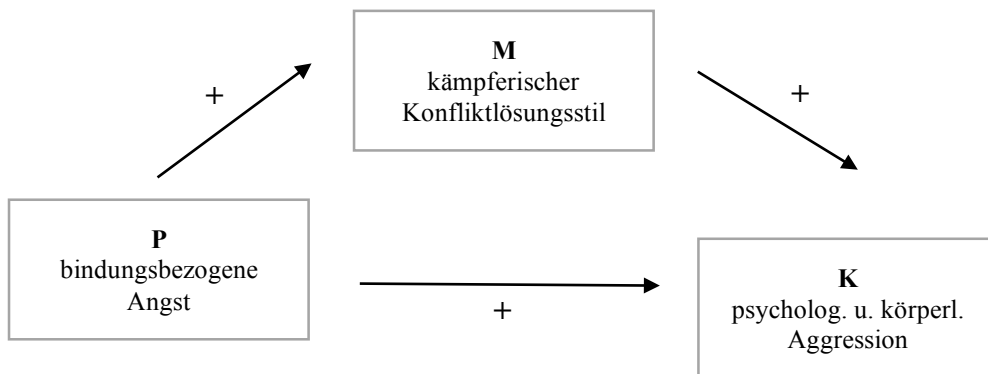 M
kämpferischer
Konfliktlösungsstil
+
+
P
bindungsbezogene
Angst
+
K
psycholog. u. körperl.
Aggression